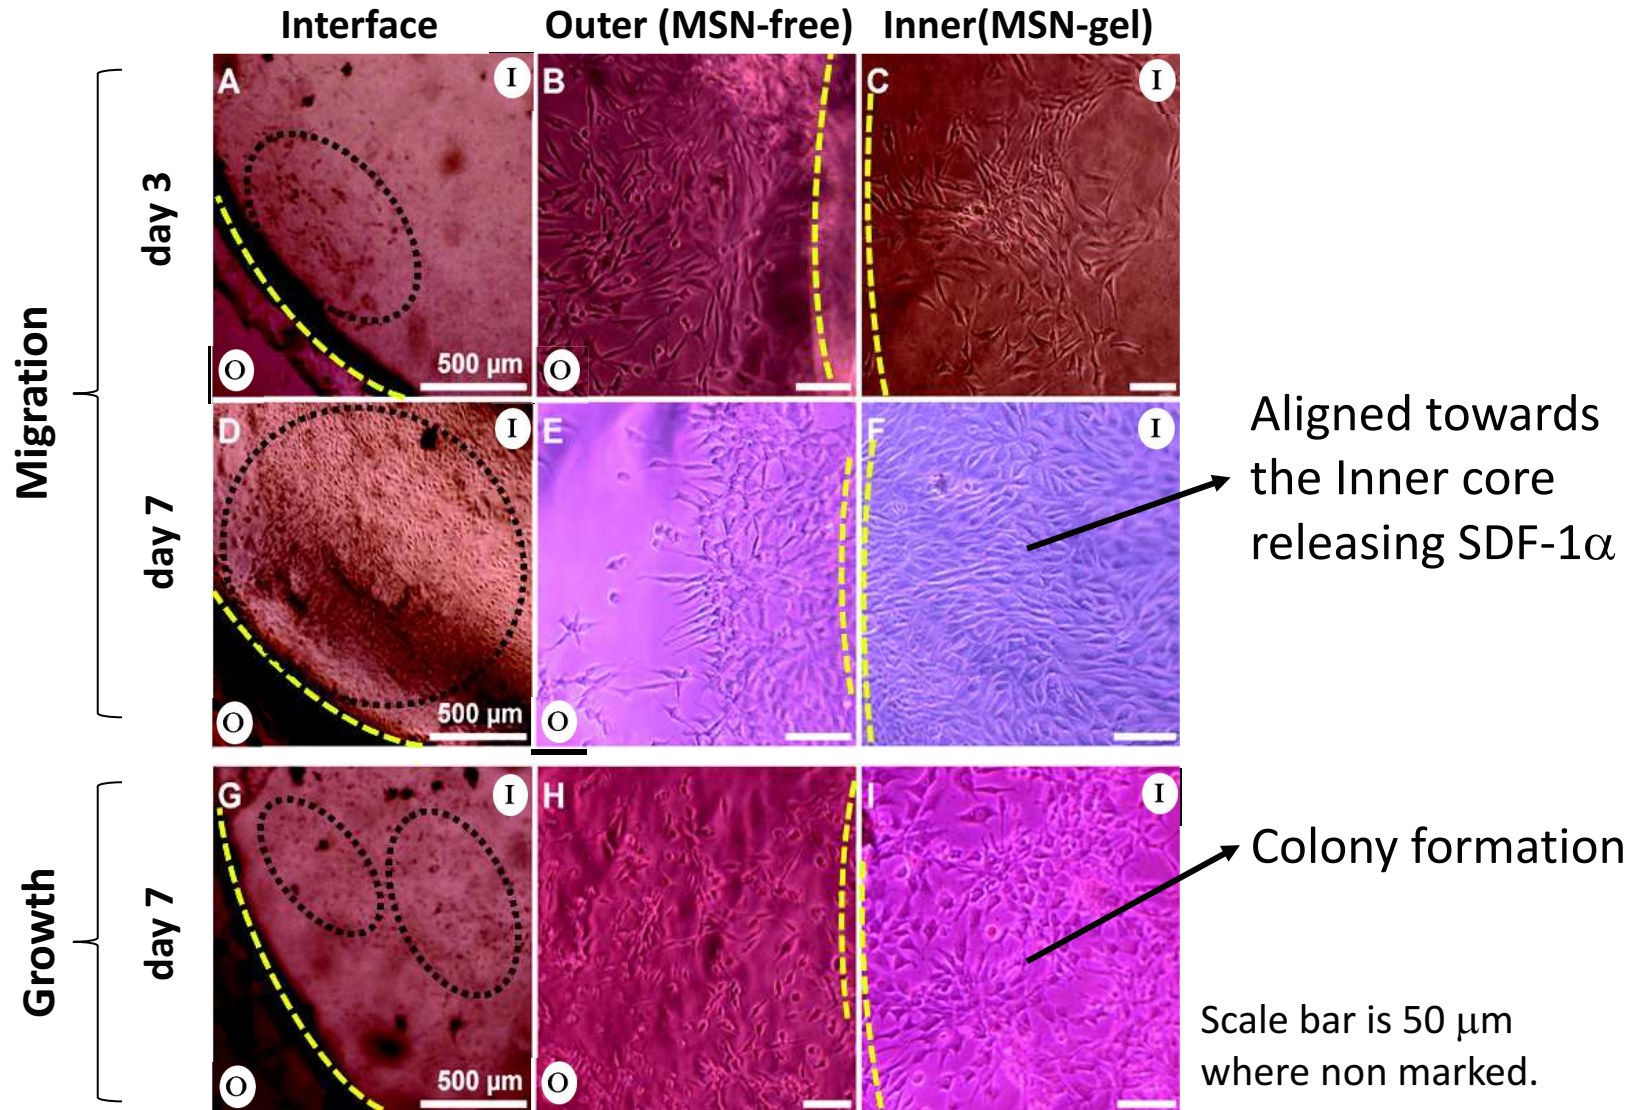 Interface
Outer (MSN-free)
Inner(MSN-gel)
Migration
day 3
A
I
O
500 µm
B
O
C
I
day 7
D
I
O
500 µm
E
O
F
I
Aligned towards
the Inner core
releasing SDF-1α
Growth
day 7
G
I
O
500 µm
H
O
I
I
Colony formation
Scale bar is 50 µm
where non marked.